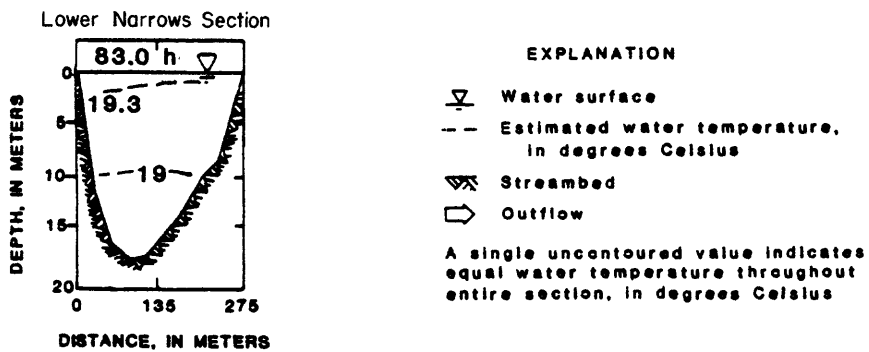 Lower Narrows Section
83.0 h
0
19.3
5
10
19
15
20
0 135 275
DEPTH, IN METERS
DISTANCE, IN METERS
EXPLANATION
Water surface
Estimated water temperature,
in degrees Celsius
Streambed
Outflow
A single uncontoured value indicates
equal water temperature throughout
entire section, in degrees Celsius